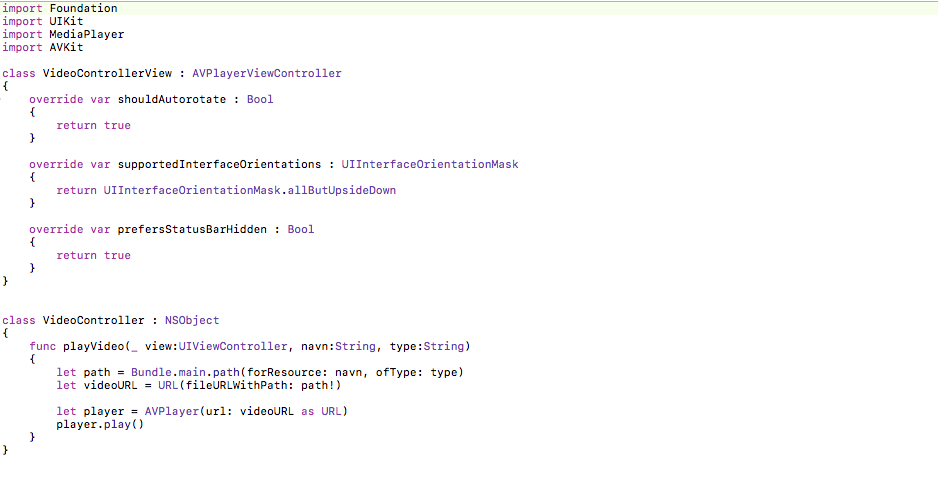 import Foundation
import UIKit
import MediaPlayer
import AVKit
class VideoControllerView : AVPlayerViewController
{
override var shouldAutorotate : Bool
{
return true
}
override var supportedInterfaceOrientations : UIInterfaceOrientationMask
{
return UIInterfaceOrientationMask.allButUpsideDown
}
override var prefersStatusBarHidden : Bool
{
return true
}
}
class VideoController : NSObject
{
func playVideo(_ view:UIViewController, navn:String, type:String)
{
let path = Bundle.main.path(forResource: navn, ofType: type)
let videoURL = URL(fileURLWithPath: path!)
let player = AVPlayer(url: videoURL as URL)
player.play()
}
}